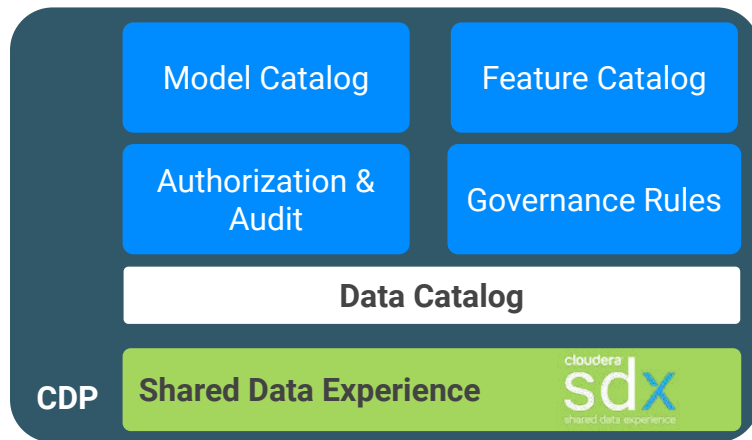 Model Catalog
Feature Catalog
Authorization &
Audit
Governance Rules
Data Catalog
CDP
Shared Data Experience
cloudera
sdx
shared data experience